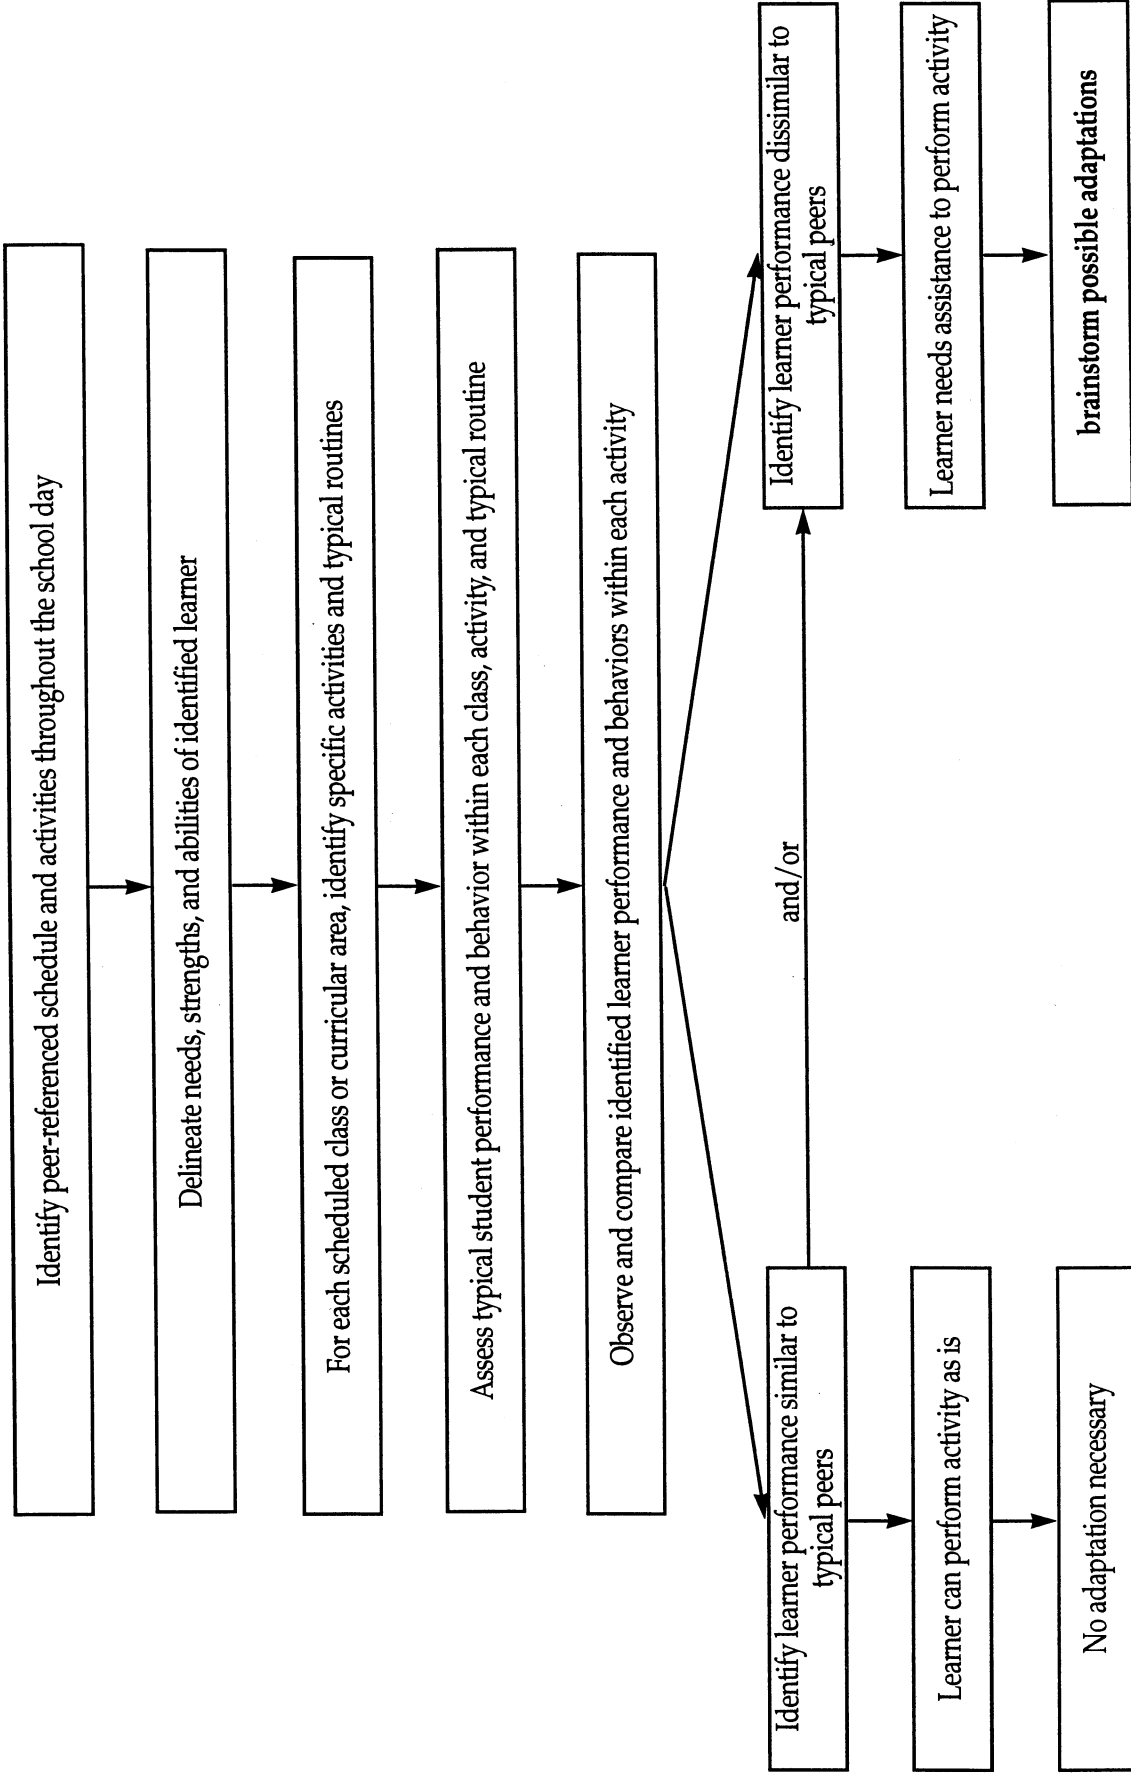 Identify peer-referenced schedule and activities throughout the school day
Delineate needs, strengths, and abilities of identified learner
For each scheduled class or curricular area, identify specific activities and typical routines
Assess typical student performance and behavior within each class, activity, and typical routine
Observe and compare identified learner performance and behaviors within each activity
Identify learner performance similar to
typical peers
and/or
Identify learner performance dissimilar to
typical peers
Learner can perform activity as is
Learner needs assistance to perform activity
No adaptation necessary
brainstorm possible adaptations